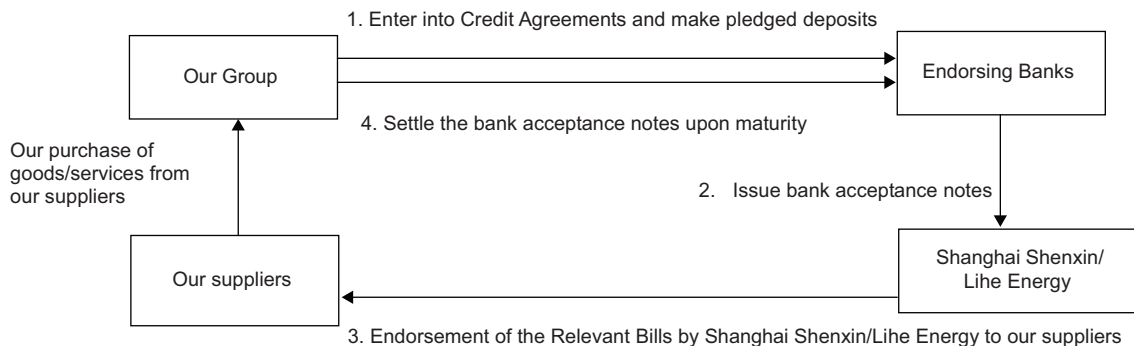 1. Enter into Credit Agreements and make pledged deposits
Our Group
Endorsing Banks
4. Settle the bank acceptance notes upon maturity
Our purchase of
goods/services from
our suppliers
2. Issue bank acceptance notes
Our suppliers
Shanghai Shenxin/
Lihe Energy
3. Endorsement of the Relevant Bills by Shanghai Shenxin/Lihe Energy to our suppliers